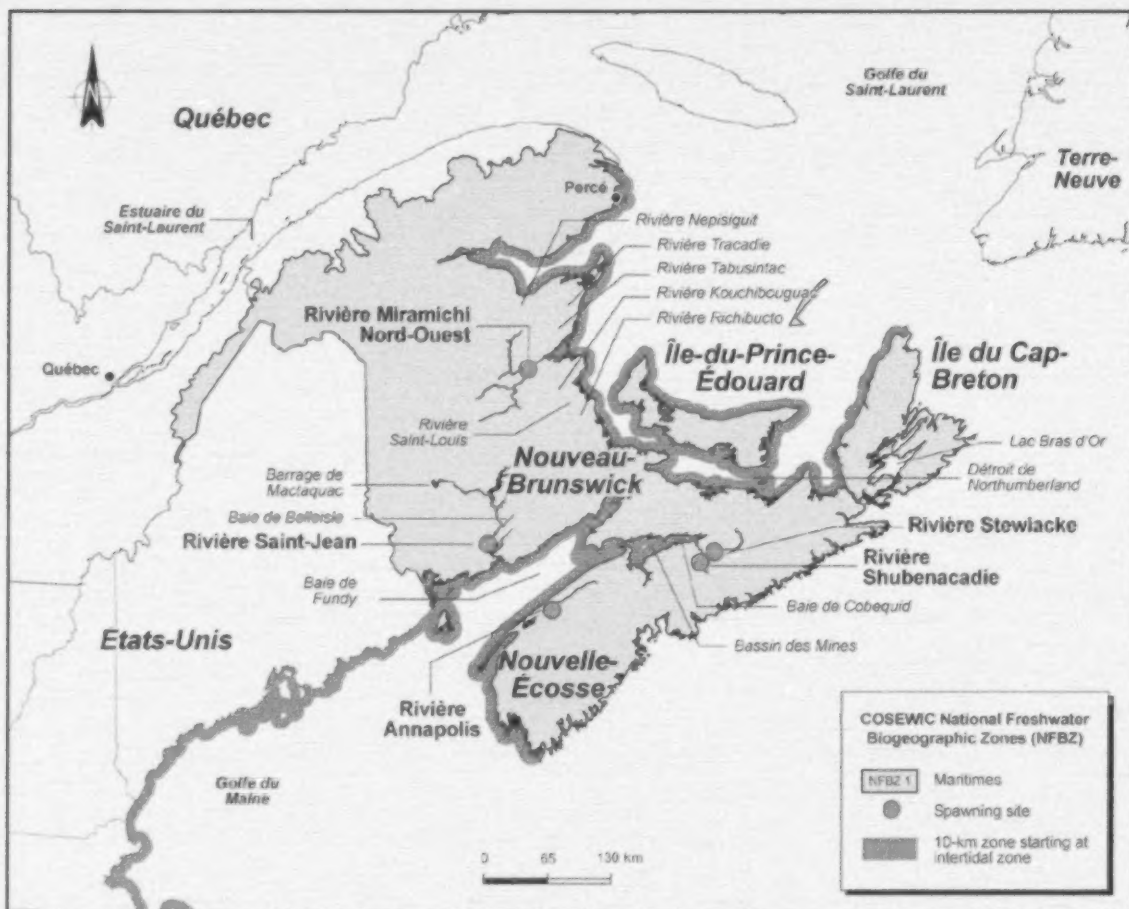 Golfe du
Saint-Laurent
Québec
Terre-
Neuve
Percé
Estuaire du
Saint-Laurent
Rivière Nepisiguit
Rivière Tracadie
Rivière Tabusintac
Rivière Kouchibouguac
Rivière Richibucto
Rivière Miramichi
Nord-Ouest
Île-du-Prince-
Édouard
Île du Cap-
Breton
Québec
Rivière
Saint-Louis
Lac Bras d'Or
Nouveau-
Brunswick
Barrage de
Mactaquac
Détroit de
Northumberland
Baie de Belleisle
Rivière Saint-Jean
Rivière Stewiacke
Rivière
Shubenacadie
Baie de
Fundy
Baie de Cobequid
Etats-Unis
Bassin des Mines
Nouvelle-
Écosse
Rivière
Annapolis
Golfe du
Maine
COSEWIC National Freshwater
Biogeographic Zones (NFBZ)
NFBZ 1 Maritimes
Spawning site
10-km zone starting at
intertidal zone
0 65 130 km